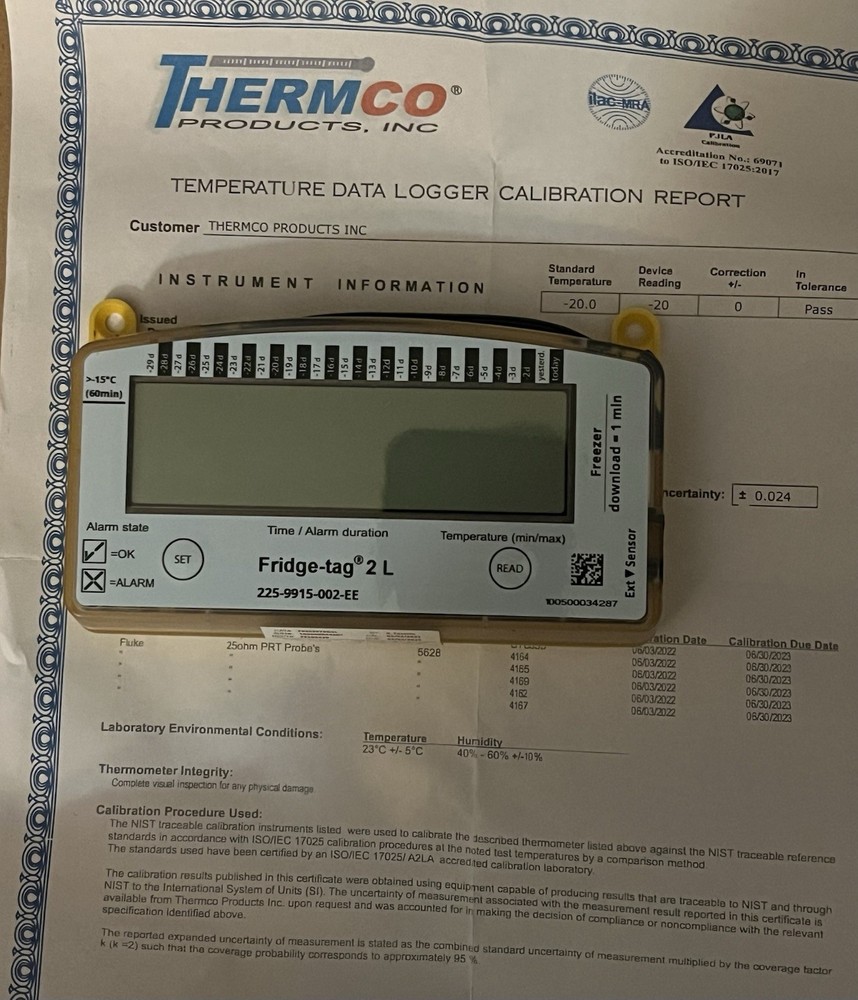 THERMCO®
PRODUCTS, INC
ilac-MRA
PJLA
Calibration
Accreditation No.: 69071
to ISO/IEC 17025:2017
TEMPERATURE DATA LOGGER CALIBRATION REPORT
Customer THERMCO PRODUCTS INC
INSTRUMENT INFORMATION
Standard Temperature Device Reading Correction +/- In Tolerance
-20.0 -20 0 Pass
Issued
-29d -28d -27d -26d -25d -24d -23d -22d -21d -20d -19d -18d -17d -16d -15d -14d -13d -12d -11d -10d -9d -8d -7d -6d -5d -4d -3d -2d yesterd. today
>-15°C
(60min)
Freezer
download = 1 min
ncertainty: ± 0.024
Alarm state
Time / Alarm duration
Temperature (min/max)
=OK
=ALARM
SET
Fridge-tag® 2 L
225-9915-002-EE
READ
Ext ▼ Sensor
1D0500034287
ration Date Calibration Due Date
Fluke 25ohm PRT Probe's 5628 06/03/2022 06/30/2023
" " " 4164 06/03/2022 06/30/2023
" " " 4165 06/03/2022 06/30/2023
" " " 4169 06/03/2022 06/30/2023
" " " 4162 06/03/2022 06/30/2023
4167
Laboratory Environmental Conditions:
Temperature Humidity
23°C +/- 5°C 40% - 60% +/-10%
Thermometer Integrity:
Complete visual inspection for any physical damage
Calibration Procedure Used:
The NIST traceable calibration instruments listed were used to calibrate the described thermometer listed above against the NIST traceable reference
standards in accordance with ISO/IEC 17025 calibration procedures at the noted test temperatures by a comparison method
The standards used have been certified by an ISO/IEC 17025/ A2LA accredited calibration laboratory.
The calibration results published in this certificate were obtained using equipment capable of producing results that are traceable to NIST and through
NIST to the International System of Units (SI). The uncertainty of measurement associated with the measurement result reported in this certificate is
available from Thermco Products Inc. upon request and was accounted for in making the decision of compliance or noncompliance with the relevant
specification identified above.
The reported expanded uncertainty of measurement is stated as the combined standard uncertainty of measurement multiplied by the coverage factor
k (k =2) such that the coverage probability corresponds to approximately 95 %.